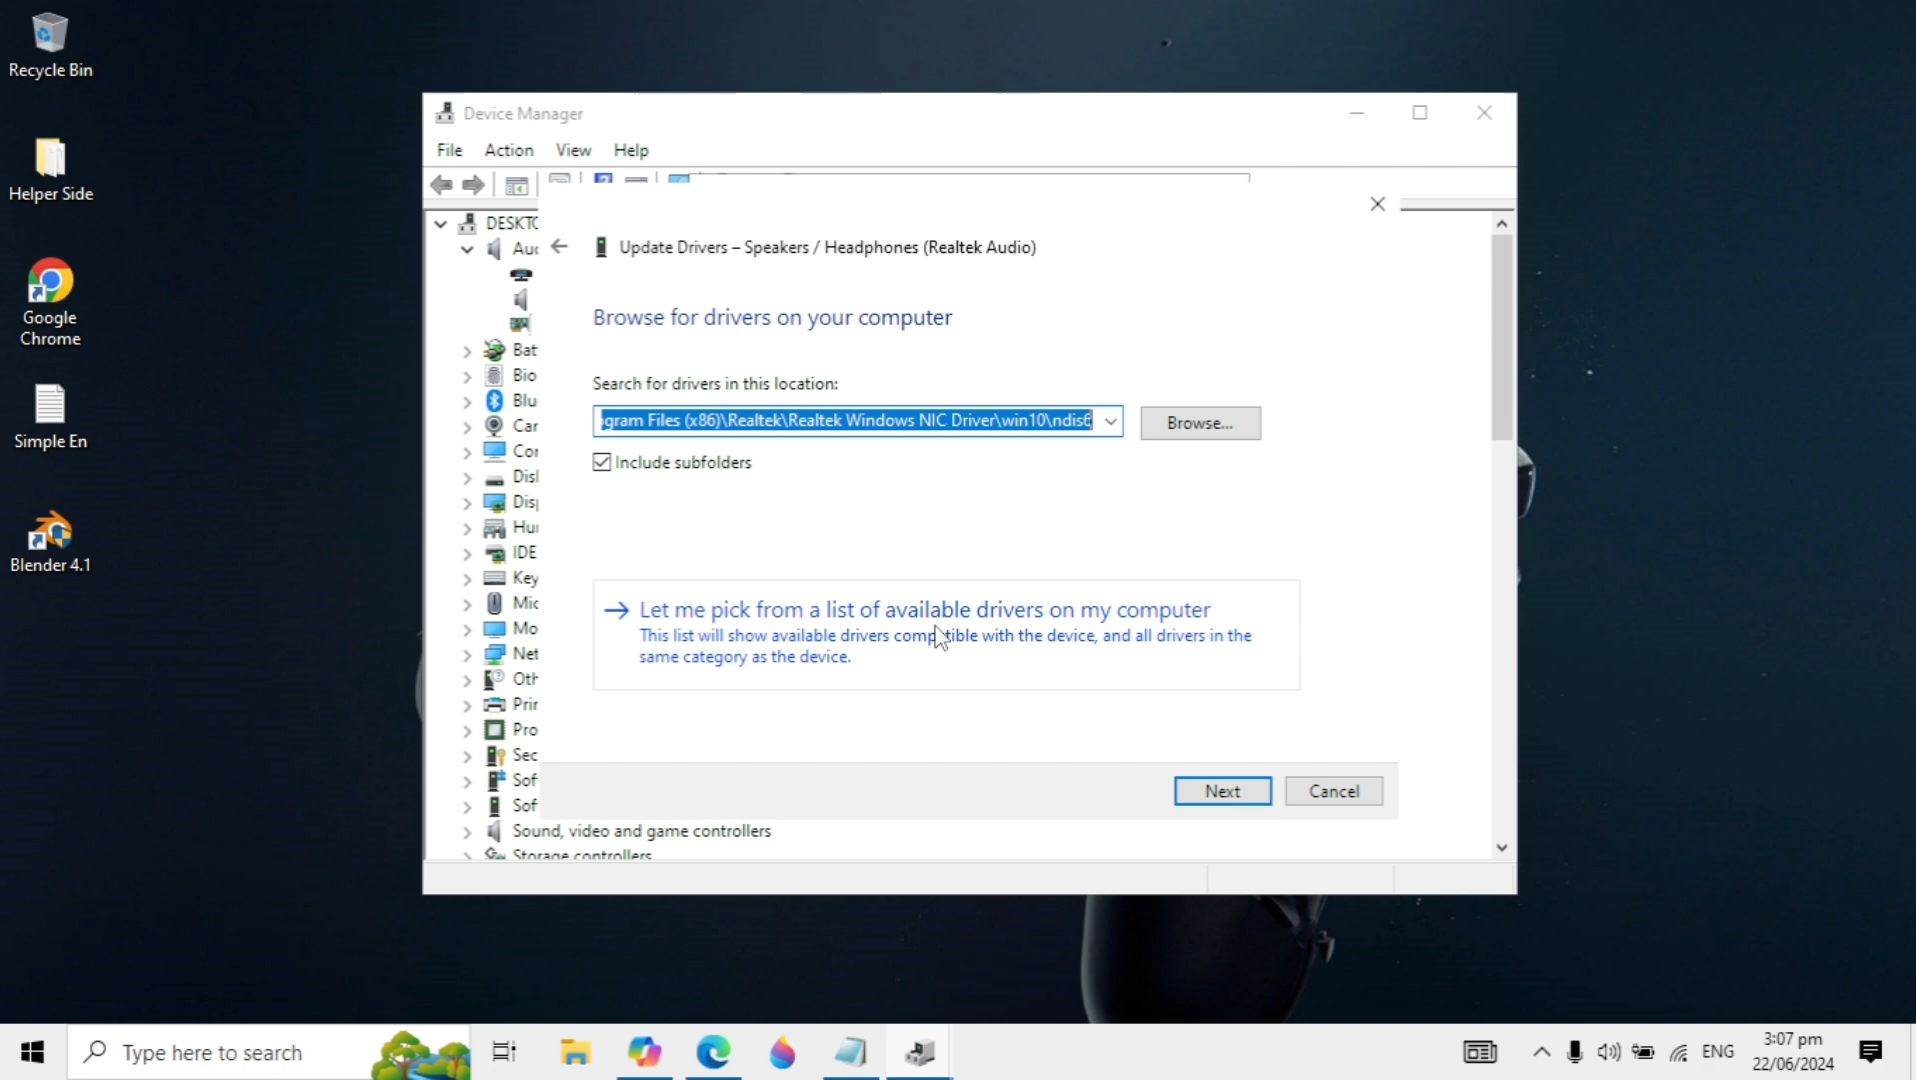 Recycle Bin
Helper Side
Google
Chrome
Simple En
Blender 4.1
Device Manager
File Action View Help
DESKTO
Auc
Bat
Bio
Blu
Car
Cor
Disl
Disp
Hur
IDE
Key
Mic
Mo
Net
Oth
Prir
Pro
Sec
Sof
Sof
Sound, video and game controllers
Storage controllers
Update Drivers – Speakers / Headphones (Realtek Audio)
Browse for drivers on your computer
Search for drivers in this location:
gram Files (x86)\Realtek\Realtek Windows NIC Driver\win10\ndis6
Browse...
Include subfolders
Let me pick from a list of available drivers on my computer
This list will show available drivers compatible with the device, and all drivers in the
same category as the device.
Next Cancel
Type here to search
ENG
3:07 pm
22/06/2024